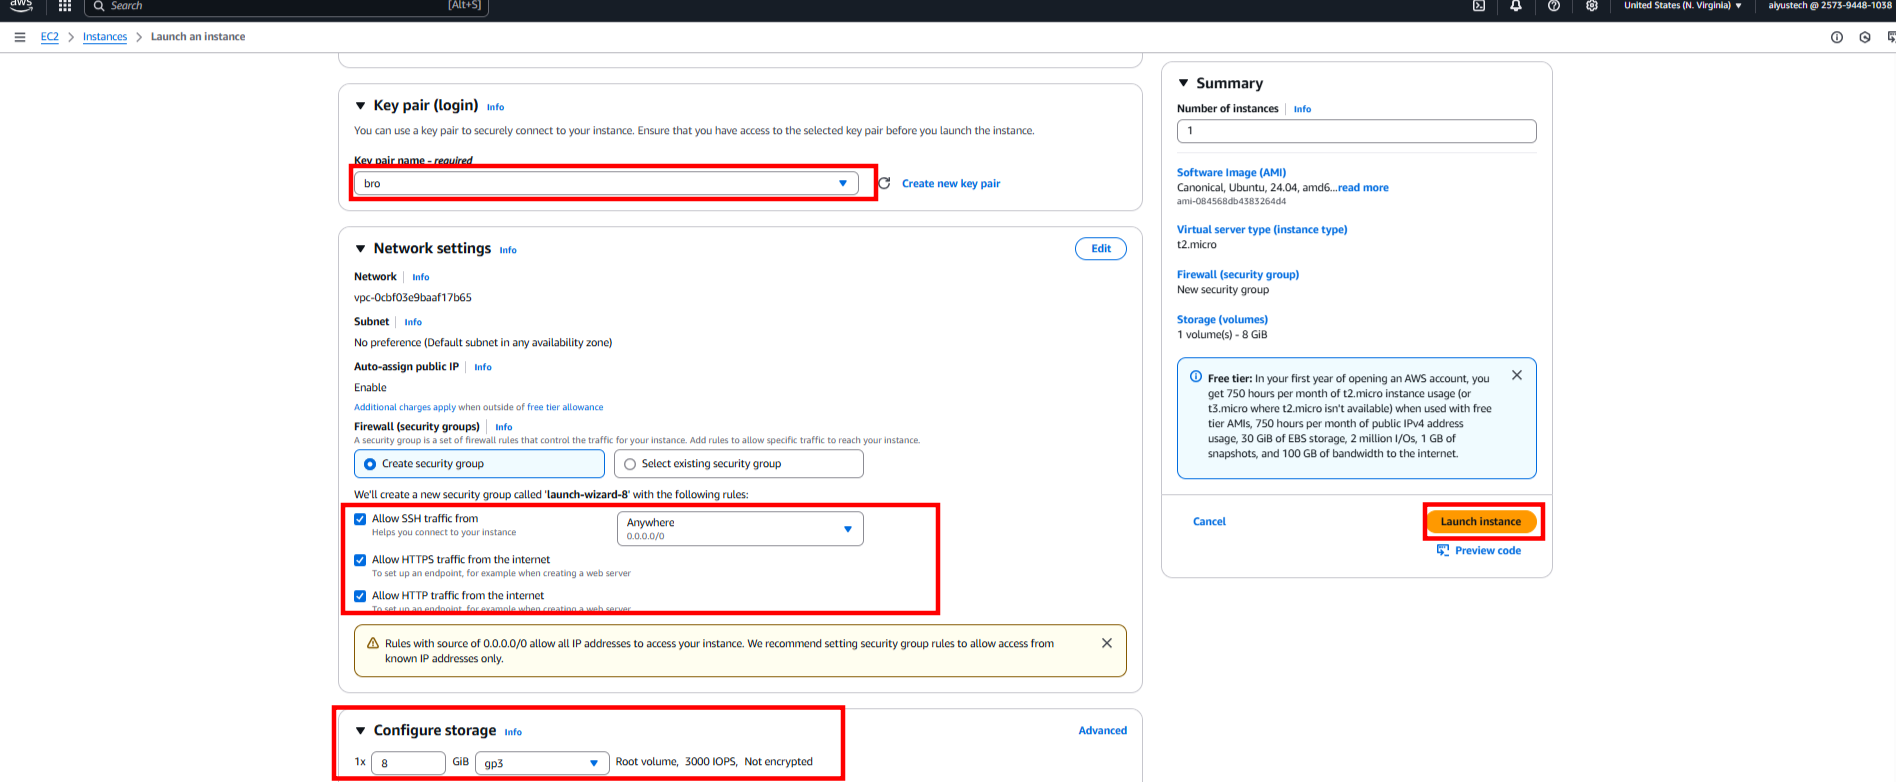 aws
Search
[Alt+S]
United States (N. Virginia)
aiyustech @ 2573-9448-1038
EC2
Instances
Launch an instance
Key pair (login) Info
You can use a key pair to securely connect to your instance. Ensure that you have access to the selected key pair before you launch the instance.
Key pair name - required
bro
Create new key pair
Network settings Info
Edit
Network Info
vpc-0cbf03e9baaf17b65
Subnet Info
No preference (Default subnet in any availability zone)
Auto-assign public IP Info
Enable
Additional charges apply when outside of free tier allowance
Firewall (security groups) Info
A security group is a set of firewall rules that control the traffic for your instance. Add rules to allow specific traffic to reach your instance.
Create security group
Select existing security group
We'll create a new security group called 'launch-wizard-8' with the following rules:
Allow SSH traffic from
Helps you connect to your instance
Anywhere
0.0.0.0/0
Allow HTTPS traffic from the internet
To set up an endpoint, for example when creating a web server
Allow HTTP traffic from the internet
To set up an endpoint, for example when creating a web server
Rules with source of 0.0.0.0/0 allow all IP addresses to access your instance. We recommend setting security group rules to allow access from
known IP addresses only.
Configure storage Info
Advanced
1x
8
GiB
gp3
Root volume, 3000 IOPS, Not encrypted
Summary
Number of instances Info
1
Software Image (AMI)
Canonical, Ubuntu, 24.04, amd6...read more
ami-084568db4383264d4
Virtual server type (instance type)
t2.micro
Firewall (security group)
New security group
Storage (volumes)
1 volume(s) - 8 GiB
Free tier: In your first year of opening an AWS account, you
get 750 hours per month of t2.micro instance usage (or
t3.micro where t2.micro isn't available) when used with free
tier AMIs, 750 hours per month of public IPv4 address
usage, 30 GiB of EBS storage, 2 million I/Os, 1 GB of
snapshots, and 100 GB of bandwidth to the internet.
Cancel
Launch instance
Preview code